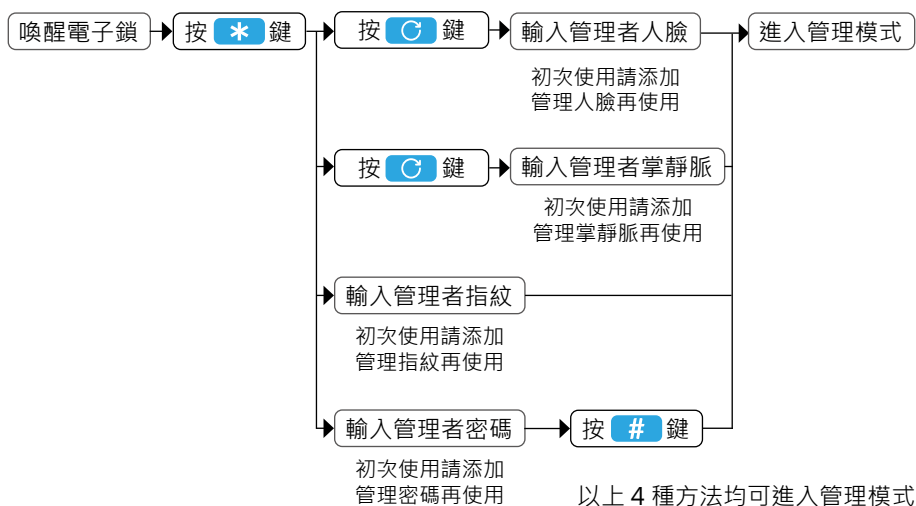 喚醒電子鎖
按 * 鍵
按 鍵
輸入管理者人臉
進入管理模式
初次使用請添加
管理人臉再使用
按 鍵
輸入管理者掌靜脈
初次使用請添加
管理掌靜脈再使用
輸入管理者指紋
初次使用請添加
管理指紋再使用
輸入管理者密碼
按 # 鍵
初次使用請添加
管理密碼再使用
以上 4 種方法均可進入管理模式